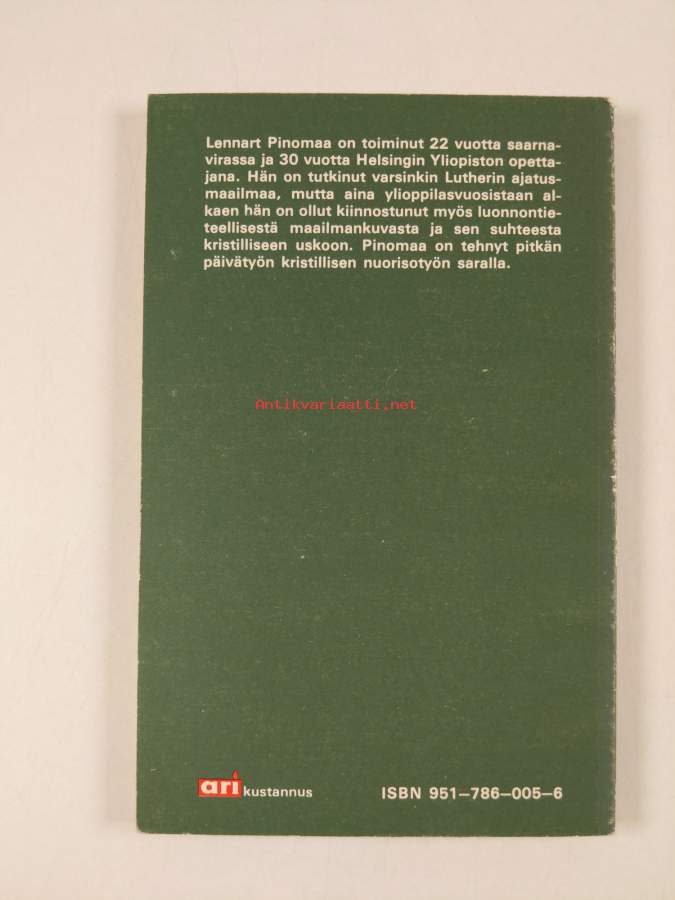 Lennart Pinomaa on toiminut 22 vuotta saarna-
virassa ja 30 vuotta Helsingin Yliopiston opetta-
jana. Hän on tutkinut varsinkin Lutherin ajatus-
maailmaa, mutta aina ylioppilasvuosistaan al-
kaen hän on ollut kiinnostunut myös luonnontie-
teellisestä maailmankuvasta ja sen suhteesta
kristilliseen uskoon. Pinomaa on tehnyt pitkän
päivätyön kristillisen nuorisotyön saralla.
Antikvariaatti.net
ari kustannus
ISBN 951–786–005–6